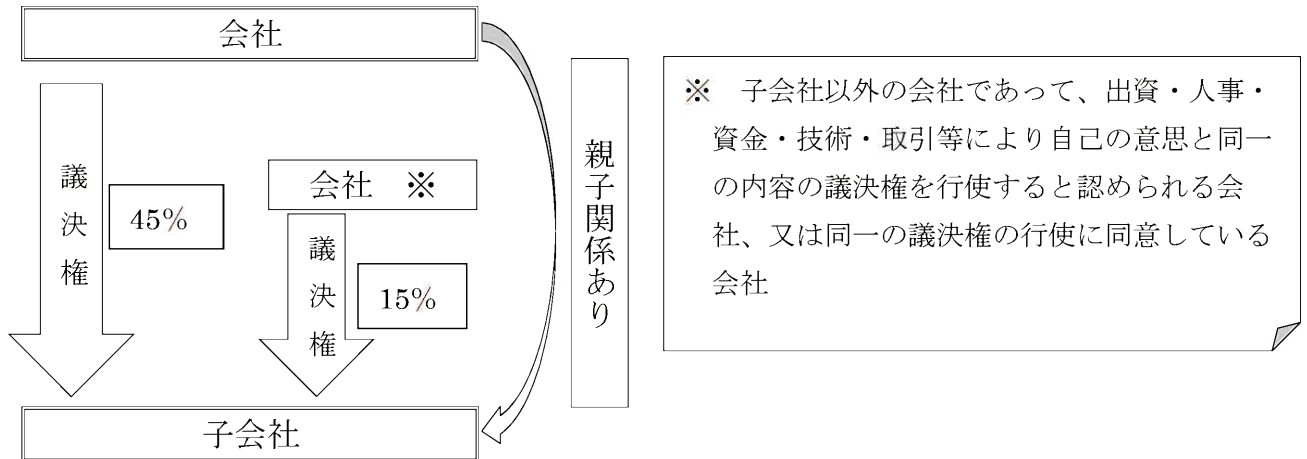 会社
議決権
45%
会社　※
議決権
15%
親子関係あり
子会社
※　子会社以外の会社であって、出資・人事・
資金・技術・取引等により自己の意思と同一
の内容の議決権を行使すると認められる会
社、又は同一の議決権の行使に同意している
会社